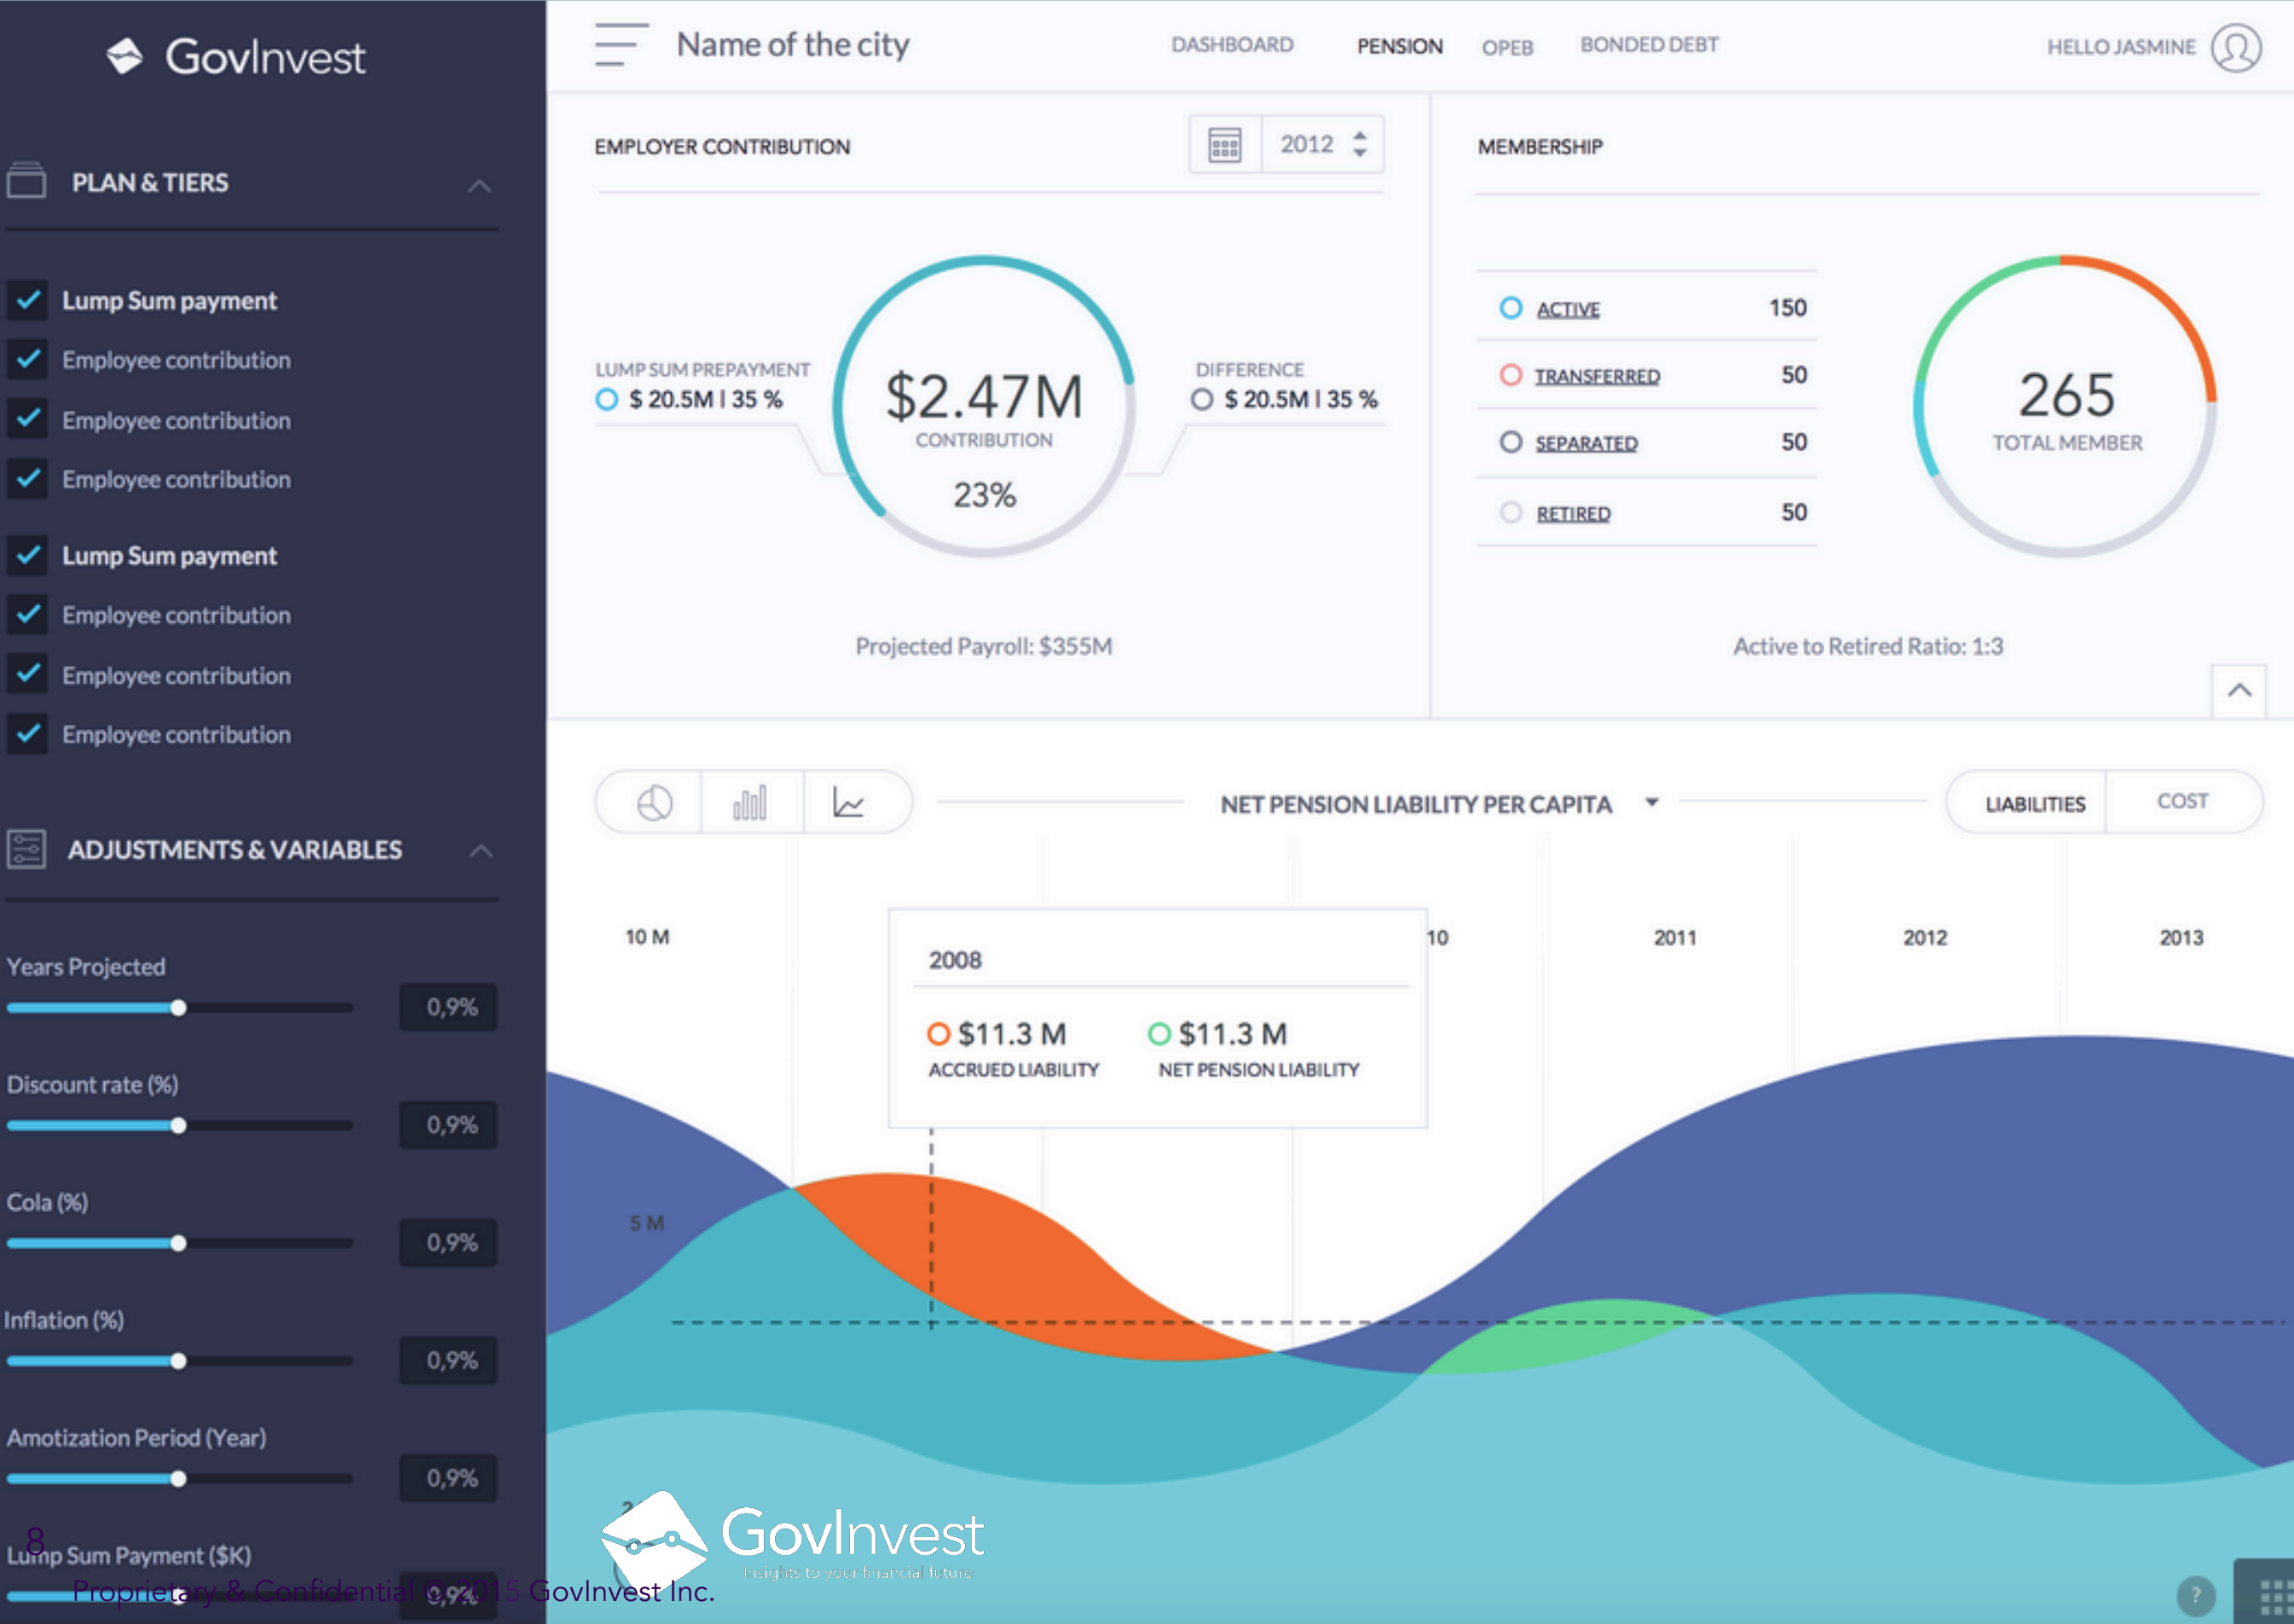 GovInvest
PLAN & TIERS
Lump Sum payment
Employee contribution
Employee contribution
Employee contribution
Lump Sum payment
Employee contribution
Employee contribution
Employee contribution
ADJUSTMENTS & VARIABLES
Years Projected
0,9%
Discount rate (%)
0,9%
Cola (%)
0,9%
Inflation (%)
0,9%
Amotization Period (Year)
0,9%
8
Lump Sum Payment ($K)
0,9%
Proprietary & Confidential © 2015 GovInvest Inc.
Name of the city
DASHBOARD PENSION OPEB BONDED DEBT
HELLO JASMINE
EMPLOYER CONTRIBUTION
2012
LUMP SUM PREPAYMENT
$ 20.5M | 35 %
$2.47M
CONTRIBUTION
23%
DIFFERENCE
$ 20.5M | 35 %
Projected Payroll: $355M
MEMBERSHIP
ACTIVE 150
TRANSFERRED 50
SEPARATED 50
RETIRED 50
265
TOTAL MEMBER
Active to Retired Ratio: 1:3
NET PENSION LIABILITY PER CAPITA
LIABILITIES COST
10 M
10 2011 2012 2013
2008
$11.3 M $11.3 M
ACCRUED LIABILITY NET PENSION LIABILITY
5 M
GovInvest
Insights to your financial future
?